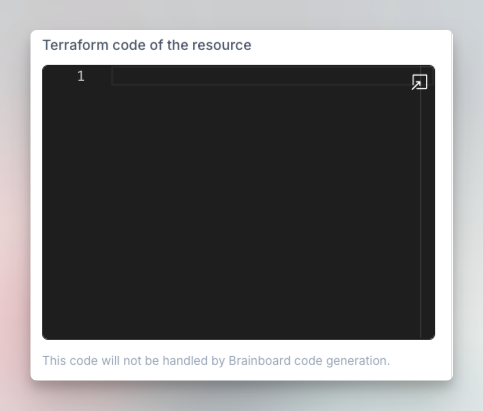 Terraform code of the resource
1
This code will not be handled by Brainboard code generation.